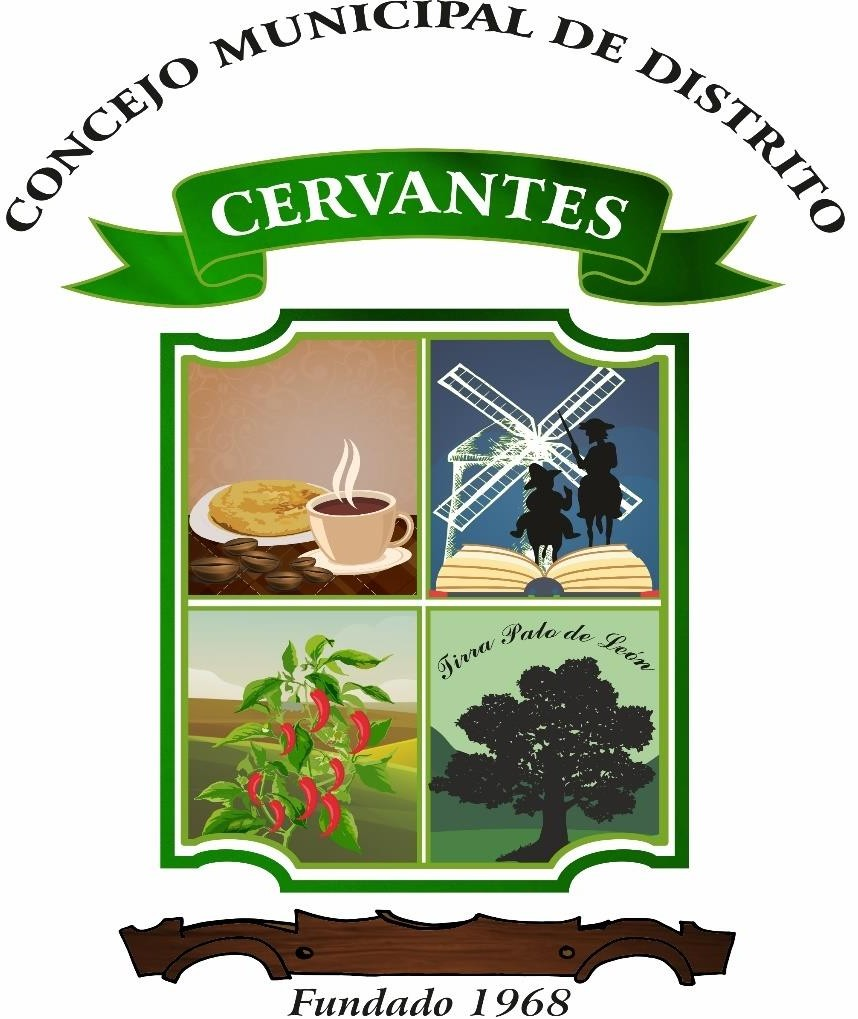 CONCEJO MUNICIPAL DE DISTRITO
CERVANTES
Tirra Palo de León
Fundado 1968